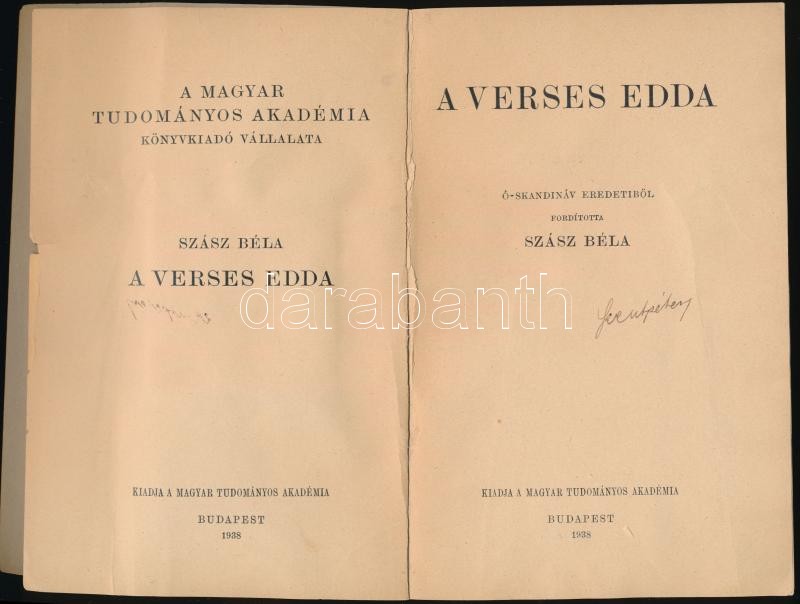 A MAGYAR
TUDOMÁNYOS AKADÉMIA
KÖNYVKIADÓ VÁLLALATA
SZÁSZ BÉLA
A VERSES EDDA
KIADJA A MAGYAR TUDOMÁNYOS AKADÉMIA
BUDAPEST
1938
A VERSES EDDA
Ó-SKANDINÁV EREDETIBŐL
FORDÍTOTTA
SZÁSZ BÉLA
Szentpétery
KIADJA A MAGYAR TUDOMÁNYOS AKADÉMIA
BUDAPEST
1938
darabanth